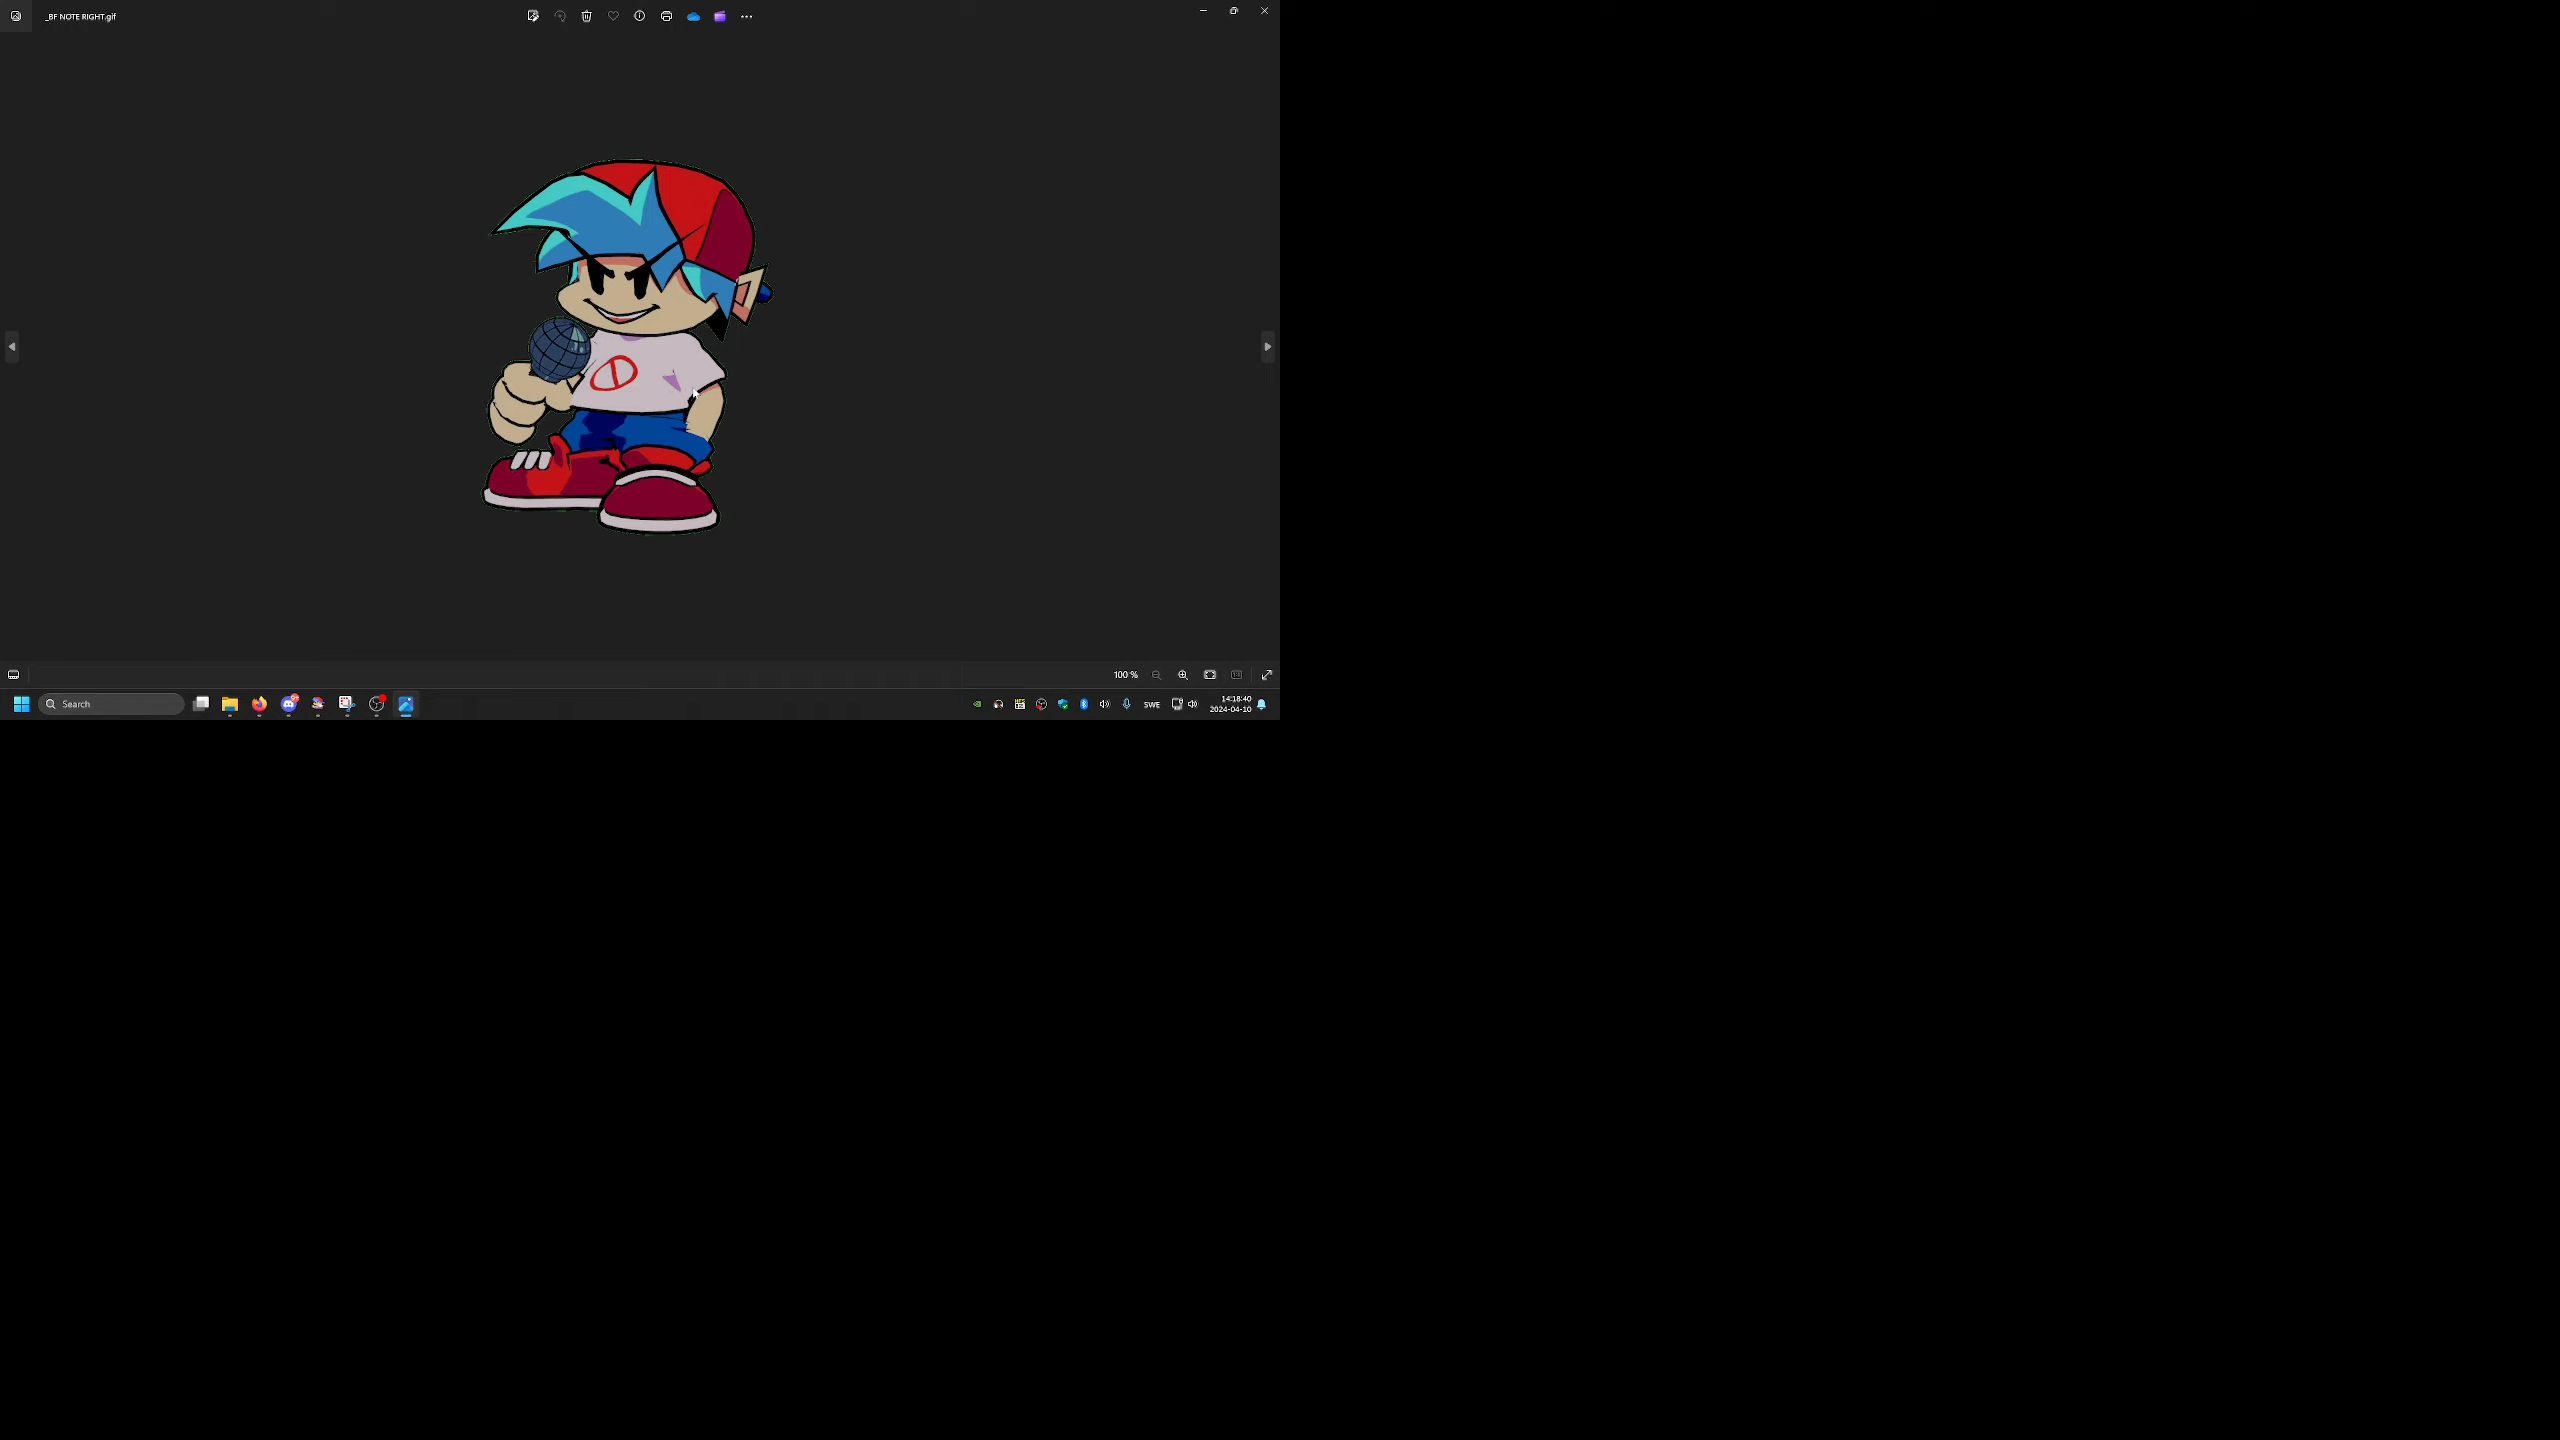 _BF NOTE RIGHT.gif
100 %
Search
SWE
14:18:40
2024-04-10